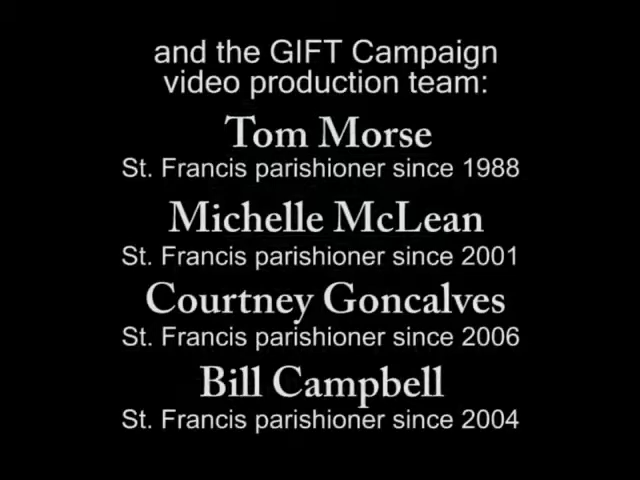 and the GIFT Campaign
video production team:
Tom Morse
St. Francis parishioner since 1988
Michelle McLean
St. Francis parishioner since 2001
Courtney Goncalves
St. Francis parishioner since 2006
Bill Campbell
St. Francis parishioner since 2004